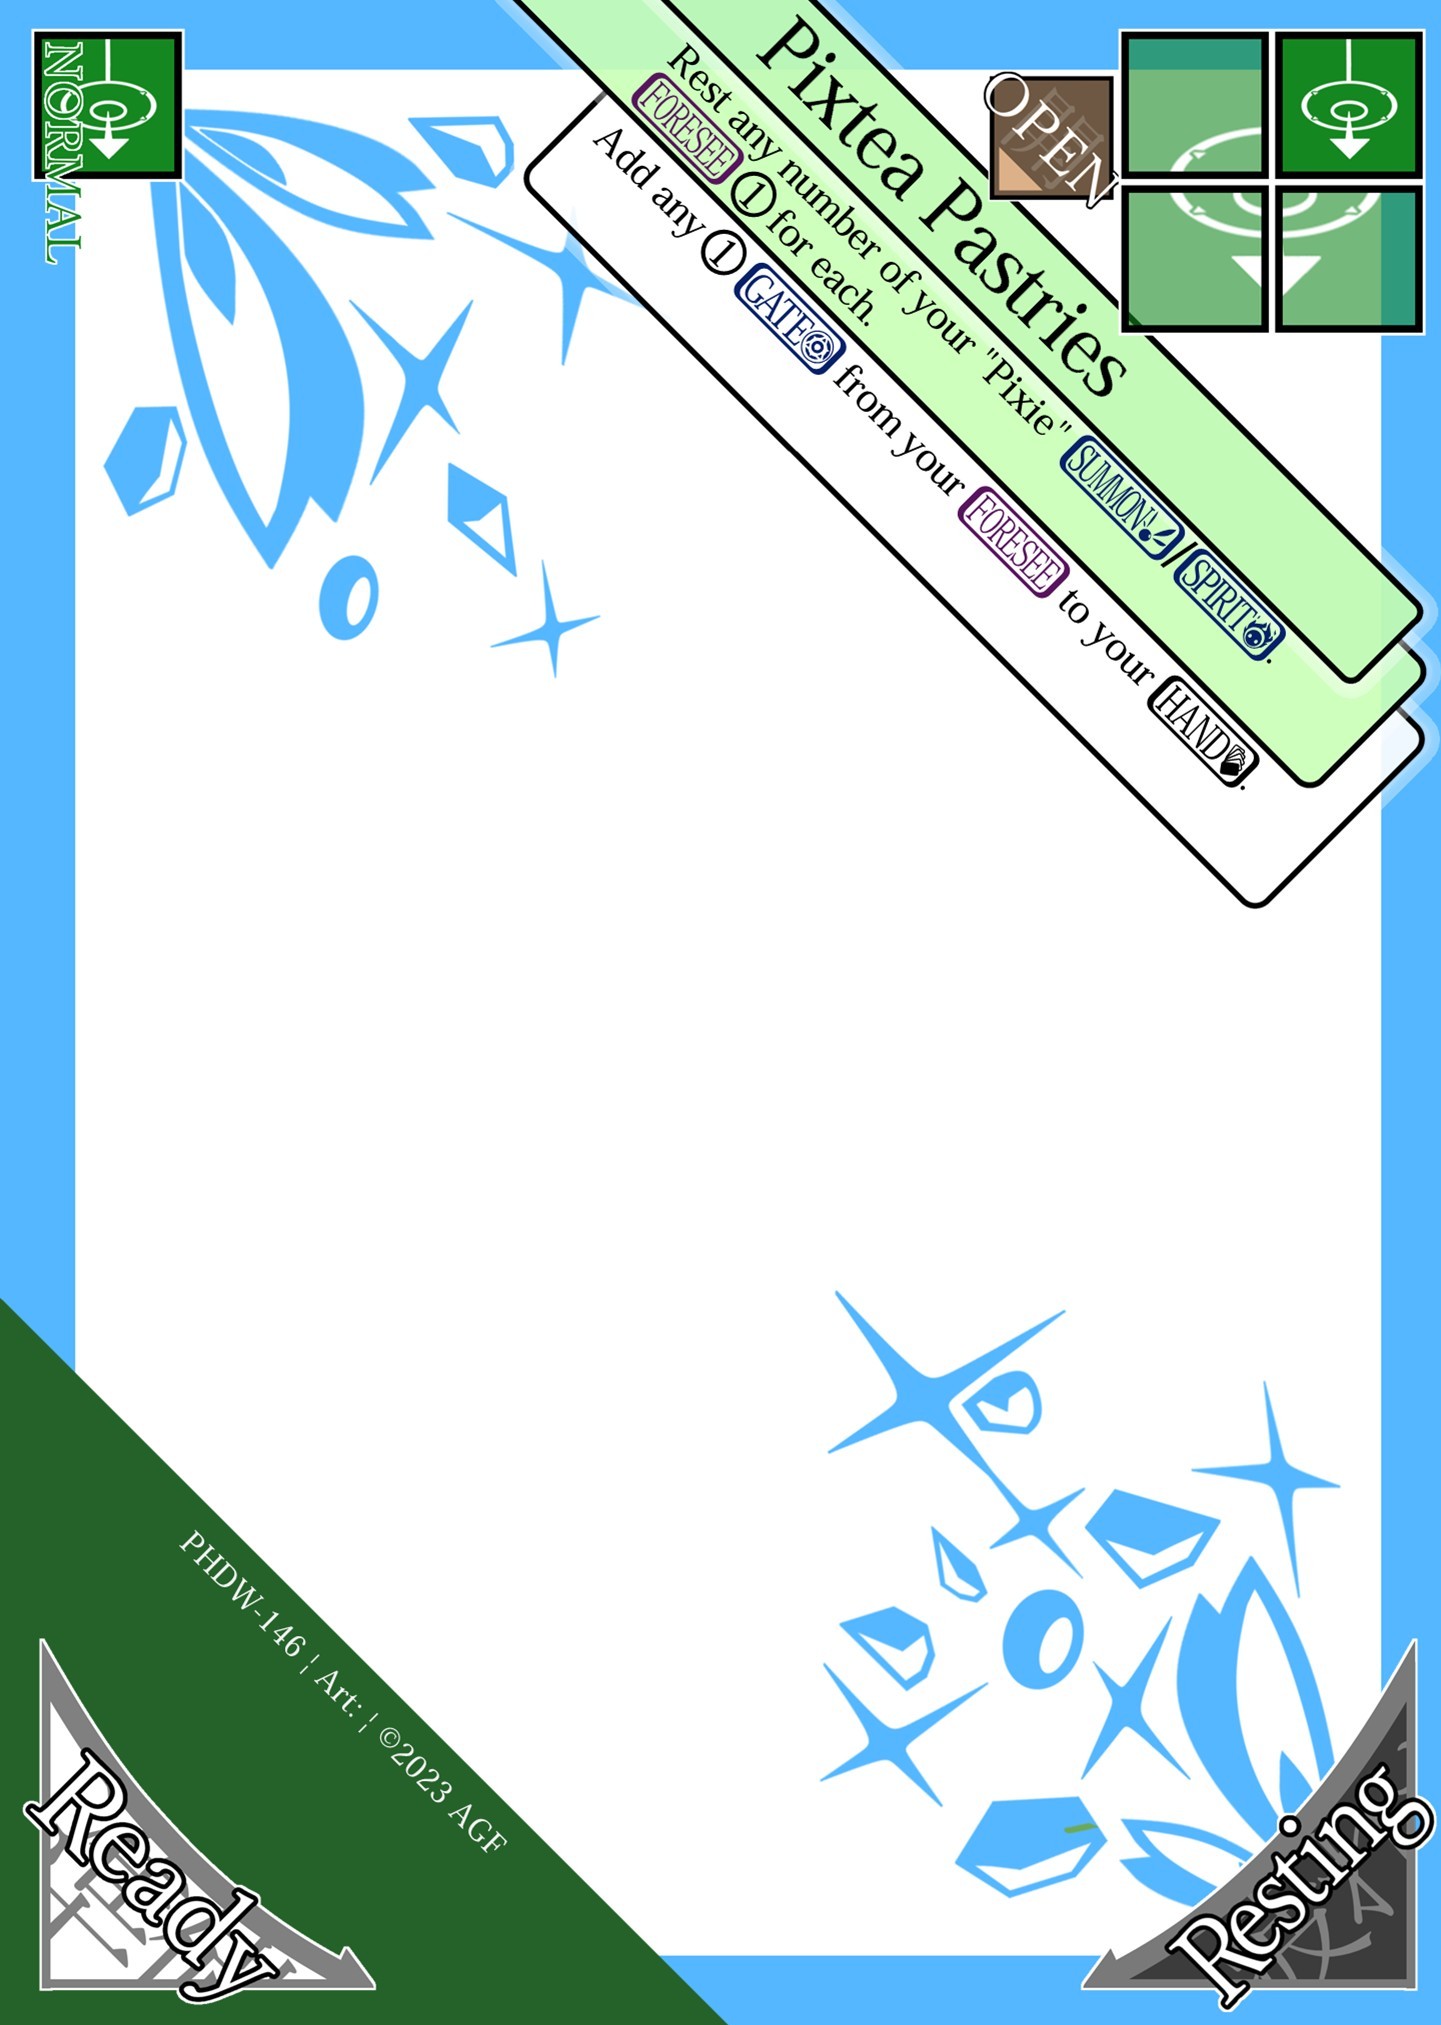 NORMAL
OPEN
Pixtea Pastries
Rest any number of your "Pixie" SUMMON/SPIRIT.
FORESEE 1 for each.
Add any 1 GATE from your FORESEE to your HAND.
PHDW-146 ¦ Art: ¦ ©2023 AGF
Ready
Resting